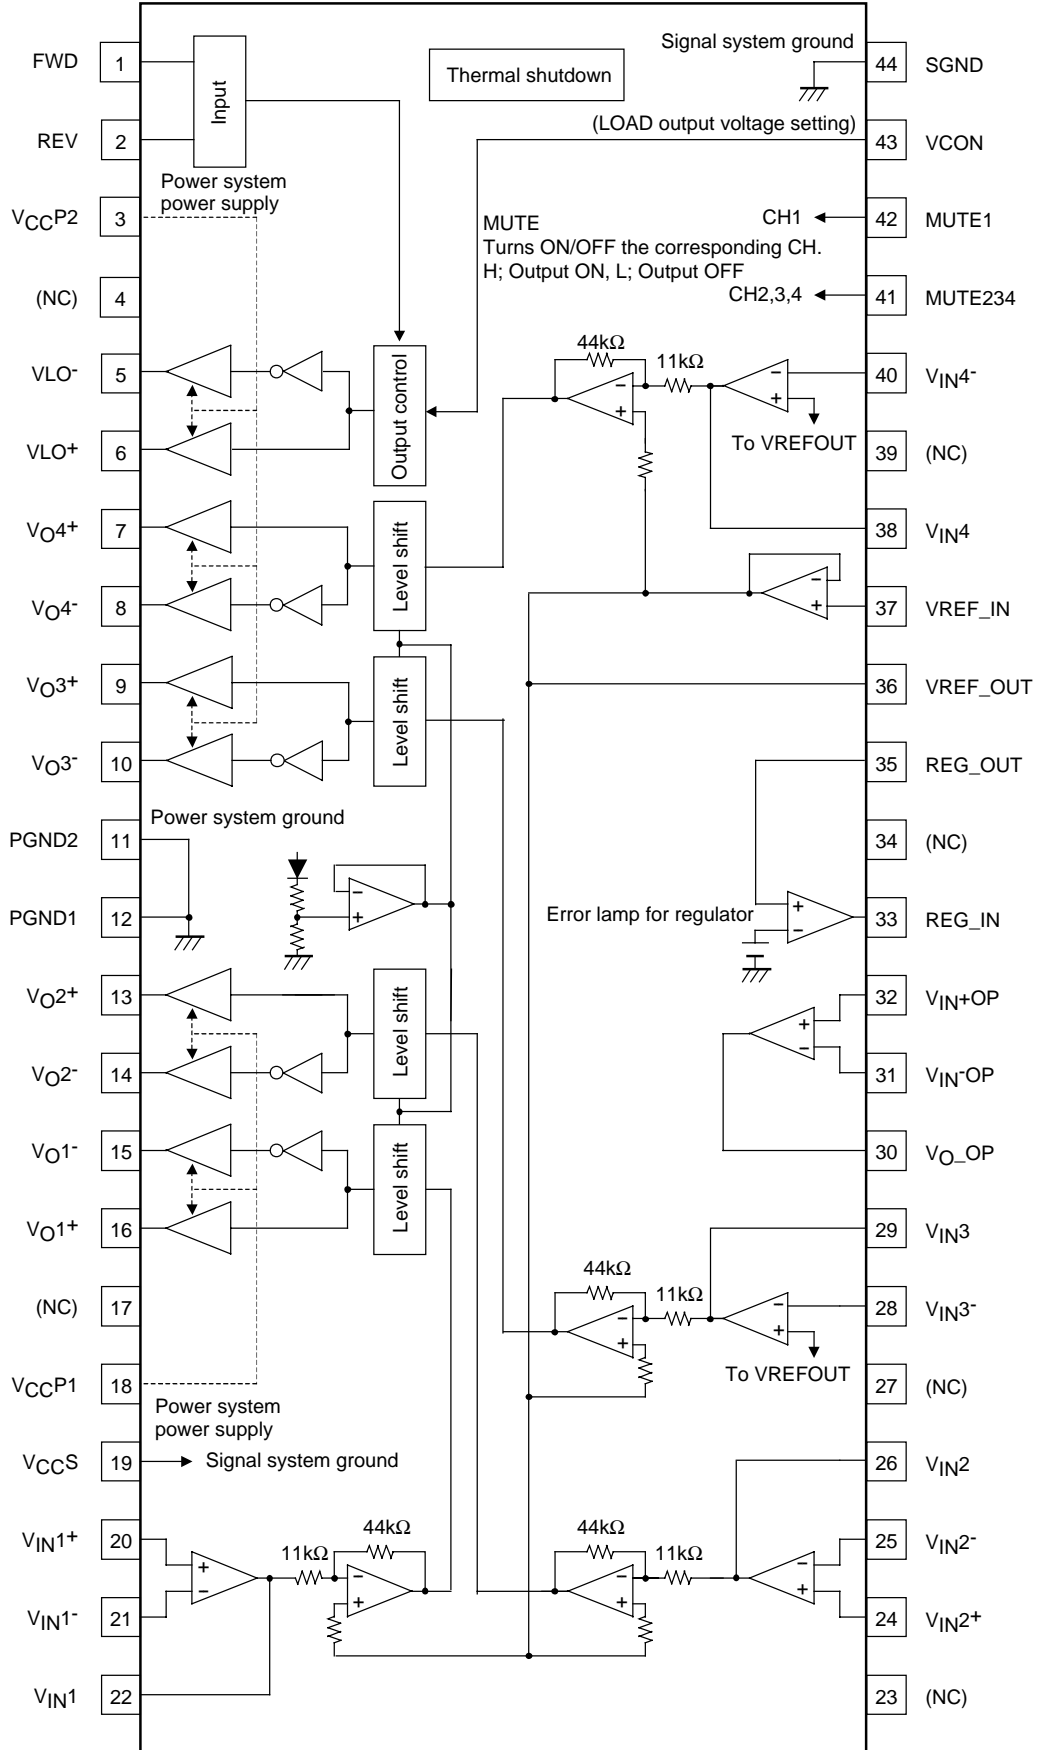 FWD 1
Input
Thermal shutdown
Signal system ground
44 SGND
REV 2
(LOAD output voltage setting)
43 VCON
Power system
power supply
VCCP2 3
MUTE
Turns ON/OFF the corresponding CH.
H; Output ON, L; Output OFF
CH1
42 MUTE1
(NC) 4
CH2,3,4
41 MUTE234
VLO- 5
Output control
44kΩ
11kΩ
-
+
-
+
40 VIN4-
To VREFOUT
VLO+ 6
39 (NC)
VO4+ 7
Level shift
38 VIN4
VO4- 8
-
+
37 VREF_IN
VO3+ 9
Level shift
36 VREF_OUT
VO3- 10
35 REG_OUT
Power system ground
PGND2 11
34 (NC)
-
+
PGND1 12
Error lamp for regulator
+
-
33 REG_IN
VO2+ 13
Level shift
+
-
32 VIN+OP
VO2- 14
31 VIN-OP
VO1- 15
Level shift
30 VO_OP
VO1+ 16
29 VIN3
44kΩ
11kΩ
-
+
-
+
(NC) 17
28 VIN3-
To VREFOUT
VCCP1 18
27 (NC)
Power system
power supply
VCCS 19
Signal system ground
26 VIN2
VIN1+ 20
+
-
11kΩ
44kΩ
-
+
44kΩ
11kΩ
-
+
-
+
25 VIN2-
VIN1- 21
24 VIN2+
VIN1 22
23 (NC)